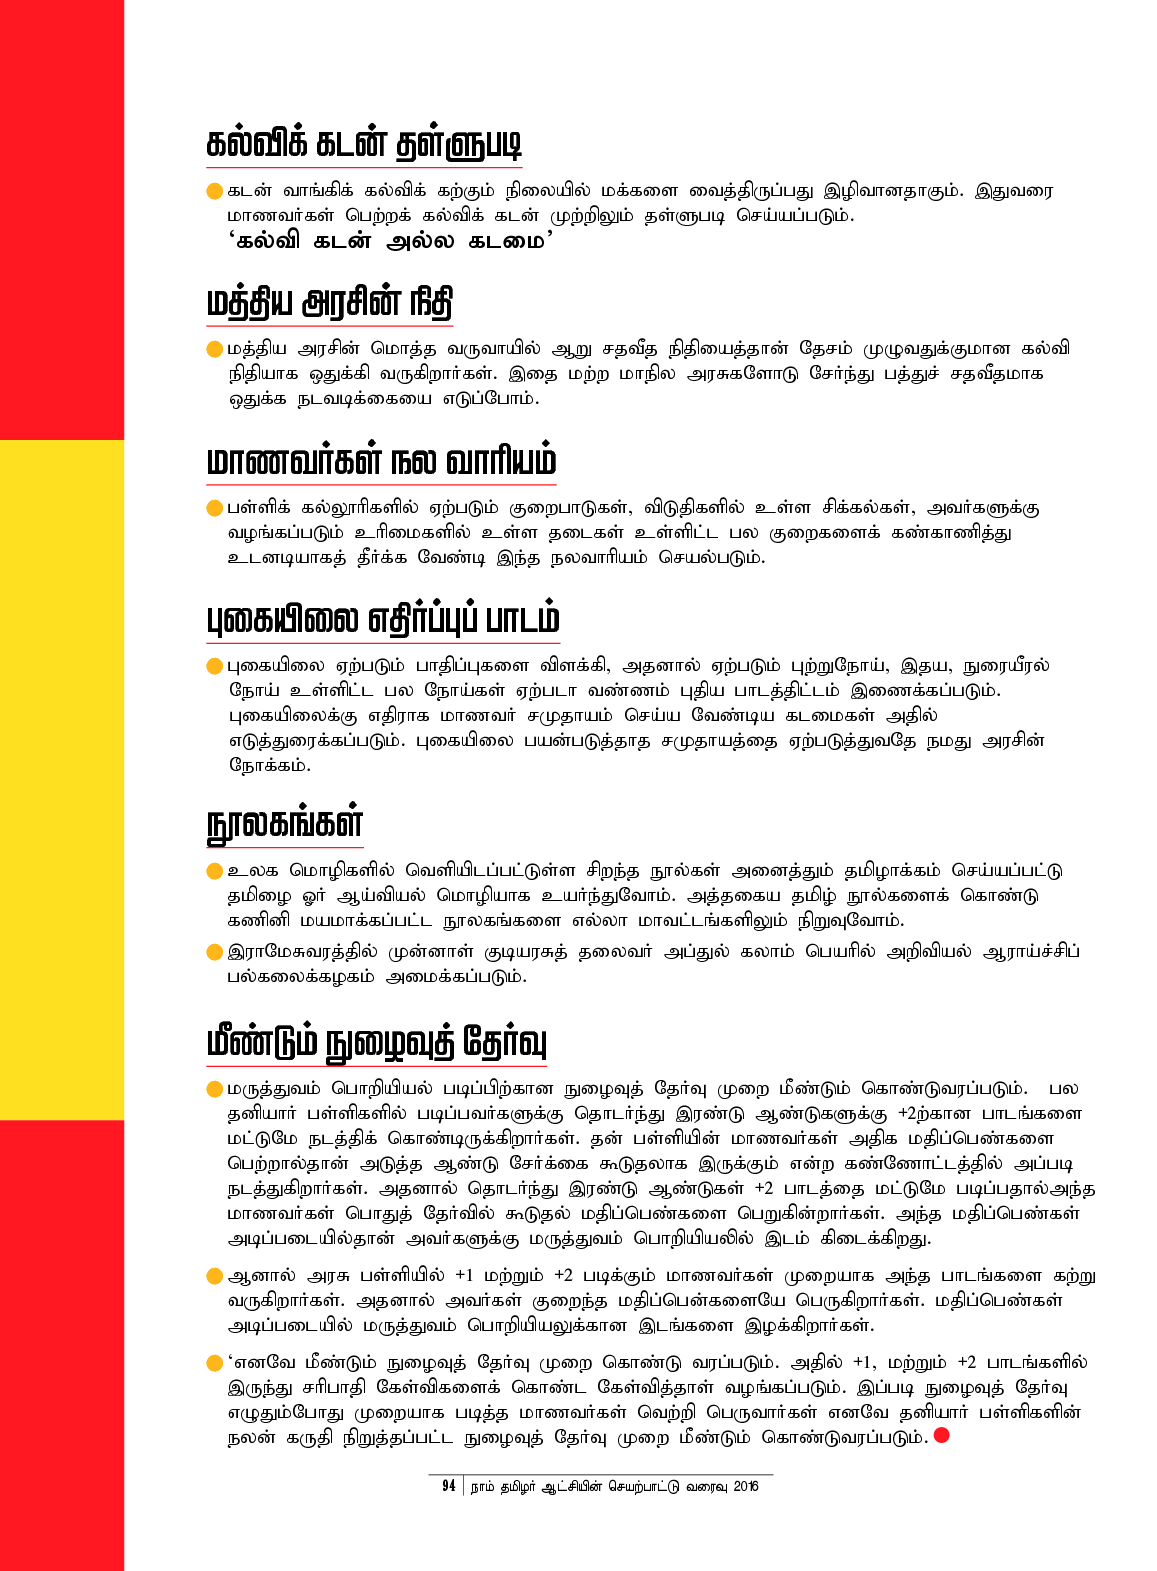 கல்விக் கடன் தள்ளுபடி
கடன் வாங்கிக் கல்விக் கற்கும் நிலையில் மக்களை வைத்திருப்பது இழிவானதாகும். இதுவரை
மாணவர்கள் பெற்றக் கல்விக் கடன் முற்றிலும் தள்ளுபடி செய்யப்படும்.
‘கல்வி கடன் அல்ல கடமை’
மத்திய அரசின் நிதி
மத்திய அரசின் மொத்த வருவாயில் ஆறு சதவீத நிதியைத்தான் தேசம் முழுவதுக்குமான கல்வி
நிதியாக ஒதுக்கி வருகிறார்கள். இதை மற்ற மாநில அரசுகளோடு சேர்ந்து பத்துச் சதவீதமாக
ஒதுக்க நடவடிக்கையை எடுப்போம்.
மாணவர்கள் நல வாரியம்
பள்ளிக் கல்லூரிகளில் ஏற்படும் குறைபாடுகள், விடுதிகளில் உள்ள சிக்கல்கள், அவர்களுக்கு
வழங்கப்படும் உரிமைகளில் உள்ள தடைகள் உள்ளிட்ட பல குறைகளைக் கண்காணித்து
உடனடியாகத் தீர்க்க வேண்டி இந்த நலவாரியம் செயல்படும்.
புகையிலை எதிர்ப்புப் பாடம்
புகையிலை ஏற்படும் பாதிப்புகளை விளக்கி, அதனால் ஏற்படும் புற்றுநோய், இதய, நுரையீரல்
நோய் உள்ளிட்ட பல நோய்கள் ஏற்படா வண்ணம் புதிய பாடத்திட்டம் இணைக்கப்படும்.
புகையிலைக்கு எதிராக மாணவர் சமுதாயம் செய்ய வேண்டிய கடமைகள் அதில்
எடுத்துரைக்கப்படும். புகையிலை பயன்படுத்தாத சமுதாயத்தை ஏற்படுத்துவதே நமது அரசின்
நோக்கம்.
நூலகங்கள்
உலக மொழிகளில் வெளியிடப்பட்டுள்ள சிறந்த நூல்கள் அனைத்தும் தமிழாக்கம் செய்யப்பட்டு
தமிழை ஓர் ஆய்வியல் மொழியாக உயர்ந்துவோம். அத்தகைய தமிழ் நூல்களைக் கொண்டு
கணினி மயமாக்கப்பட்ட நூலகங்களை எல்லா மாவட்டங்களிலும் நிறுவுவோம்.
இராமேசுவரத்தில் முன்னாள் குடியரசுத் தலைவர் அப்துல் கலாம் பெயரில் அறிவியல் ஆராய்ச்சிப்
பல்கலைக்கழகம் அமைக்கப்படும்.
மீண்டும் நுழைவுத் தேர்வு
மருத்துவம் பொறியியல் படிப்பிற்கான நுழைவுத் தேர்வு முறை மீண்டும் கொண்டுவரப்படும். பல
தனியார் பள்ளிகளில் படிப்பவர்களுக்கு தொடர்ந்து இரண்டு ஆண்டுகளுக்கு +2ற்கான பாடங்களை
மட்டுமே நடத்திக் கொண்டிருக்கிறார்கள். தன் பள்ளியின் மாணவர்கள் அதிக மதிப்பெண்களை
பெற்றால்தான் அடுத்த ஆண்டு சேர்க்கை கூடுதலாக இருக்கும் என்ற கண்ணோட்டத்தில் அப்படி
நடத்துகிறார்கள். அதனால் தொடர்ந்து இரண்டு ஆண்டுகள் +2 பாடத்தை மட்டுமே படிப்பதால்அந்த
மாணவர்கள் பொதுத் தேர்வில் கூடுதல் மதிப்பெண்களை பெறுகின்றார்கள். அந்த மதிப்பெண்கள்
அடிப்படையில்தான் அவர்களுக்கு மருத்துவம் பொறியியலில் இடம் கிடைக்கிறது.
ஆனால் அரசு பள்ளியில் +1 மற்றும் +2 படிக்கும் மாணவர்கள் முறையாக அந்த பாடங்களை கற்று
வருகிறார்கள். அதனால் அவர்கள் குறைந்த மதிப்பென்களையே பெருகிறார்கள். மதிப்பெண்கள்
அடிப்படையில் மருத்துவம் பொறியியலுக்கான இடங்களை இழக்கிறார்கள்.
‘எனவே மீண்டும் நுழைவுத் தேர்வு முறை கொண்டு வரப்படும். அதில் +1, மற்றும் +2 பாடங்களில்
இருந்து சரிபாதி கேள்விகளைக் கொண்ட கேள்வித்தாள் வழங்கப்படும். இப்படி நுழைவுத் தேர்வு
எழுதும்போது முறையாக படித்த மாணவர்கள் வெற்றி பெருவார்கள் எனவே தனியார் பள்ளிகளின்
நலன் கருதி நிறுத்தப்பட்ட நுழைவுத் தேர்வு முறை மீண்டும் கொண்டுவரப்படும்.
94 நாம் தமிழர் ஆட்சியின் செயற்பாட்டு வரைவு 2016